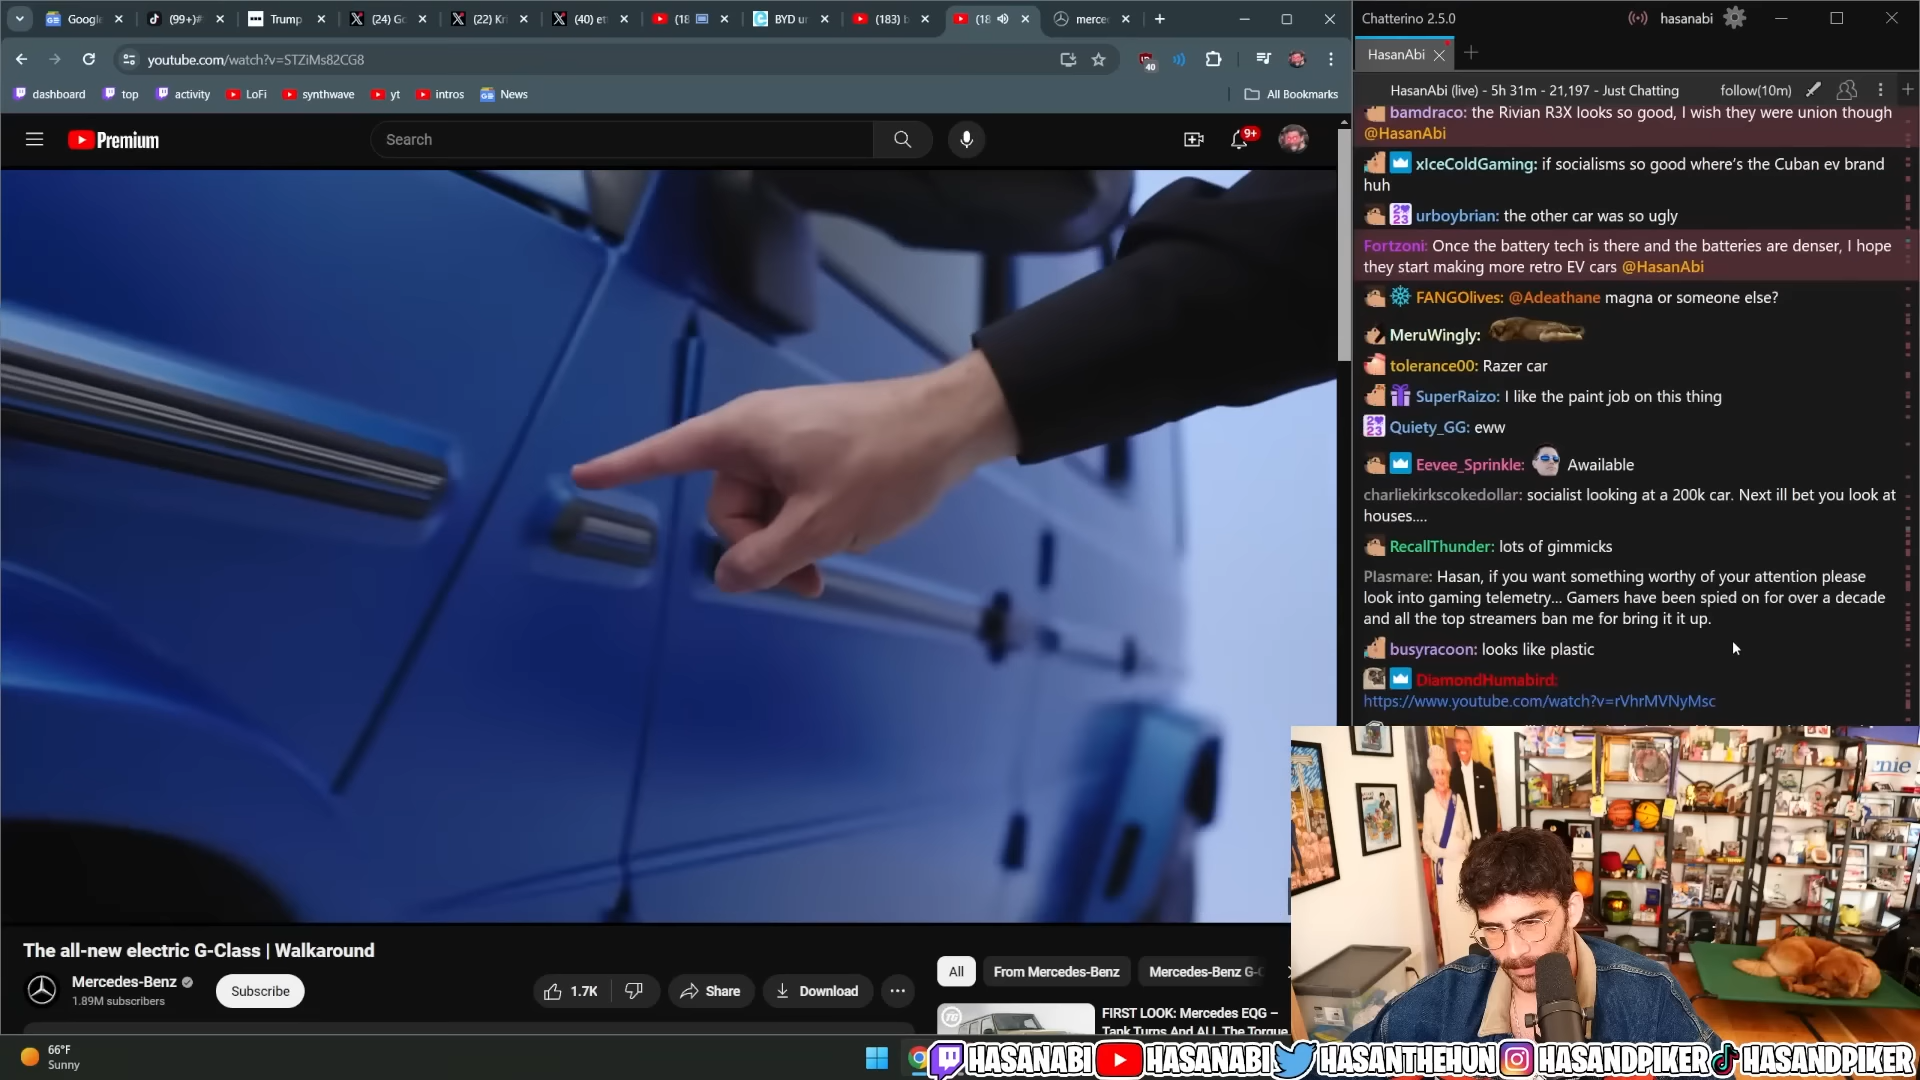 Google
(99+)#
Trump
(24) Go
(22) Kri
(40) et
(18
BYD ur
(183) b
(18
merce
youtube.com/watch?v=STZiMs82CG8
40
dashboard
top
activity
LoFi
synthwave
yt
intros
News
All Bookmarks
Premium
Search
9+
The all-new electric G-Class | Walkaround
Mercedes-Benz
1.89M subscribers
Subscribe
1.7K
Share
Download
All
From Mercedes-Benz
Mercedes-Benz G-C
FIRST LOOK: Mercedes EQG –
Tank Turns And ALL The Torque
Chatterino 2.5.0
hasanabi
HasanAbi
HasanAbi (live) - 5h 31m - 21,197 - Just Chatting
follow(10m)
bamdraco: the Rivian R3X looks so good, I wish they were union though
@HasanAbi
xIceColdGaming: if socialisms so good where's the Cuban ev brand
huh
urboybrian: the other car was so ugly
Fortzoni: Once the battery tech is there and the batteries are denser, I hope
they start making more retro EV cars @HasanAbi
FANGOlives: @Adeathane magna or someone else?
MeruWingly:
tolerance00: Razer car
SuperRaizo: I like the paint job on this thing
Quiety_GG: eww
Eevee_Sprinkle: Awailable
charliekirkscokedollar: socialist looking at a 200k car. Next ill bet you look at
houses....
RecallThunder: lots of gimmicks
Plasmare: Hasan, if you want something worthy of your attention please
look into gaming telemetry... Gamers have been spied on for over a decade
and all the top streamers ban me for bring it it up.
busyracoon: looks like plastic
DiamondHumabird:
https://www.youtube.com/watch?v=rVhrMVNyMsc
rnie
66°F
Sunny
HASANABI
HASANABI
HASANTHEHUN
HASANDPIKER
HASANDPIKER